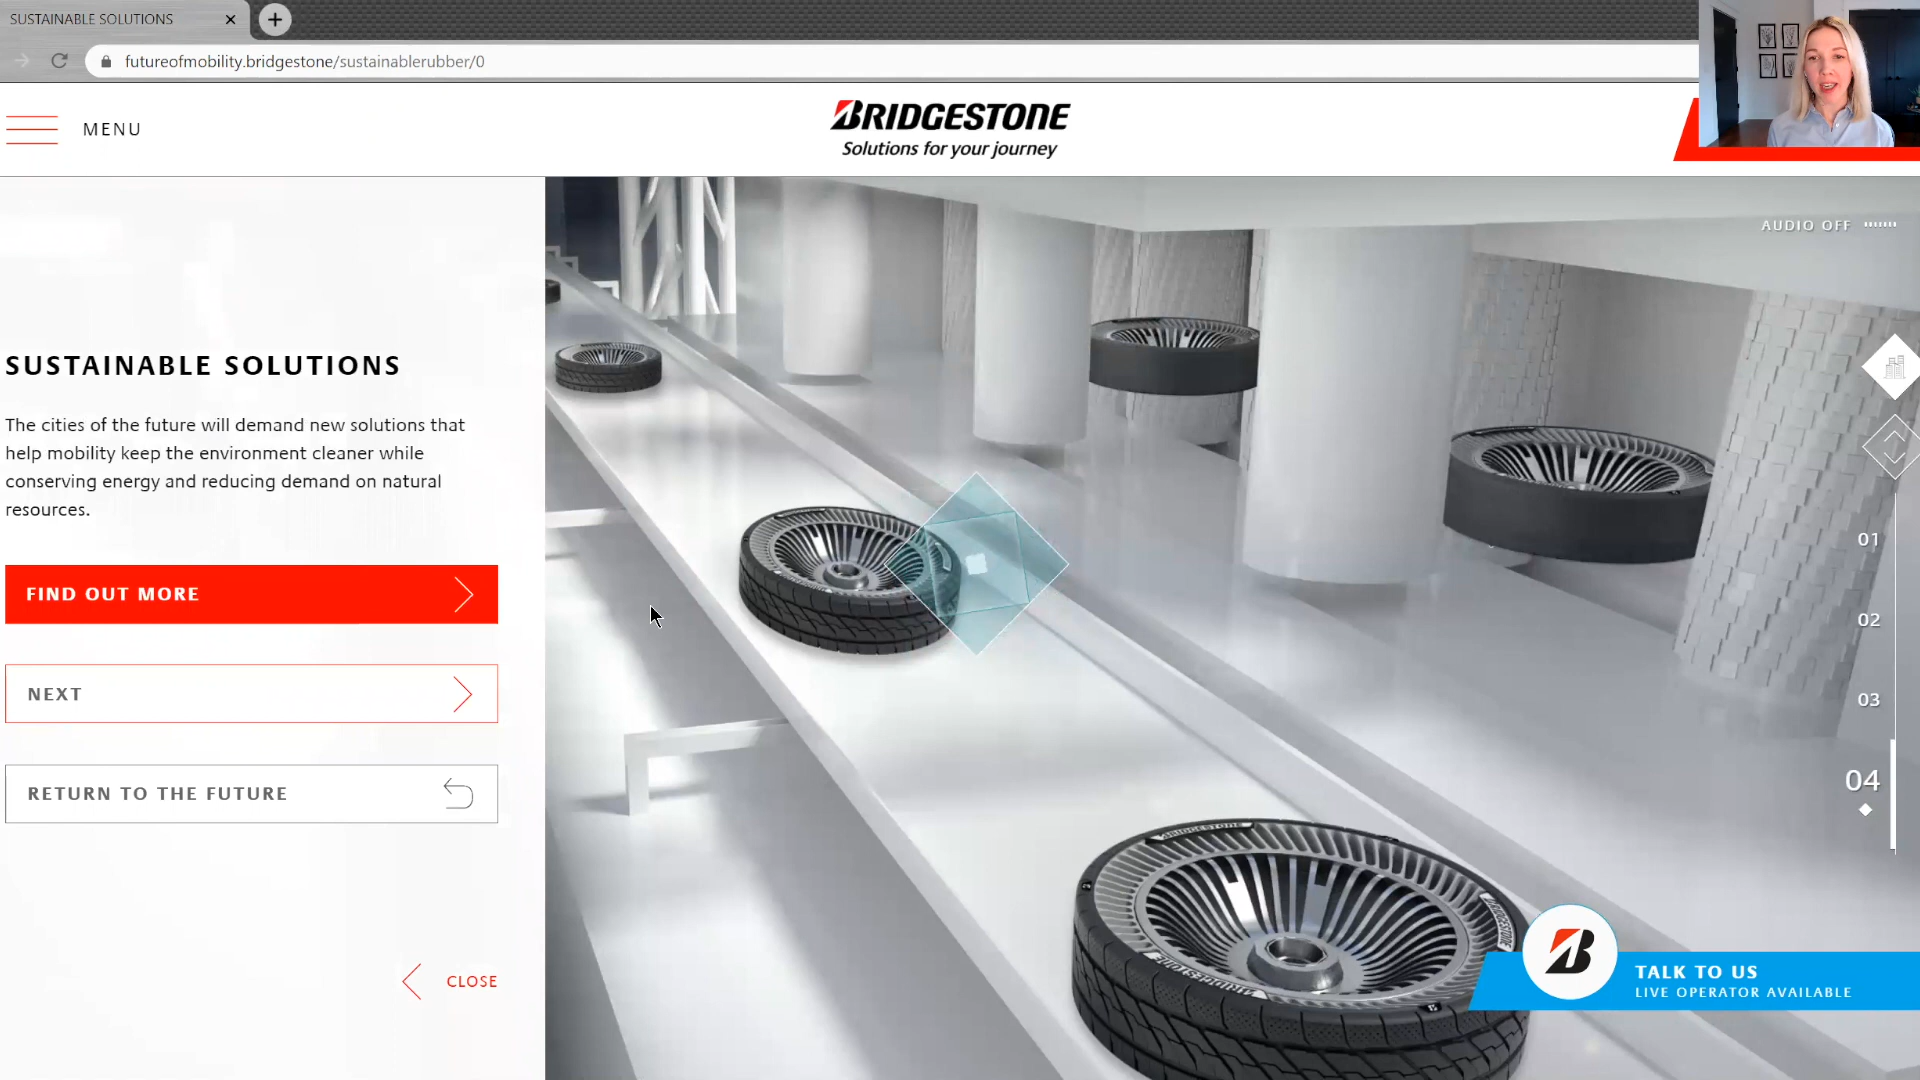 SUSTAINABLE SOLUTIONS
futureofmobility.bridgestone/sustainablerubber/0
MENU
BRIDGESTONE
Solutions for your journey
AUDIO OFF
SUSTAINABLE SOLUTIONS
The cities of the future will demand new solutions that
help mobility keep the environment cleaner while
conserving energy and reducing demand on natural
resources.
FIND OUT MORE
NEXT
RETURN TO THE FUTURE
CLOSE
01
02
03
04
BRIDGESTONE
BRIDGESTONE
BRIDGESTONE
B
TALK TO US
LIVE OPERATOR AVAILABLE